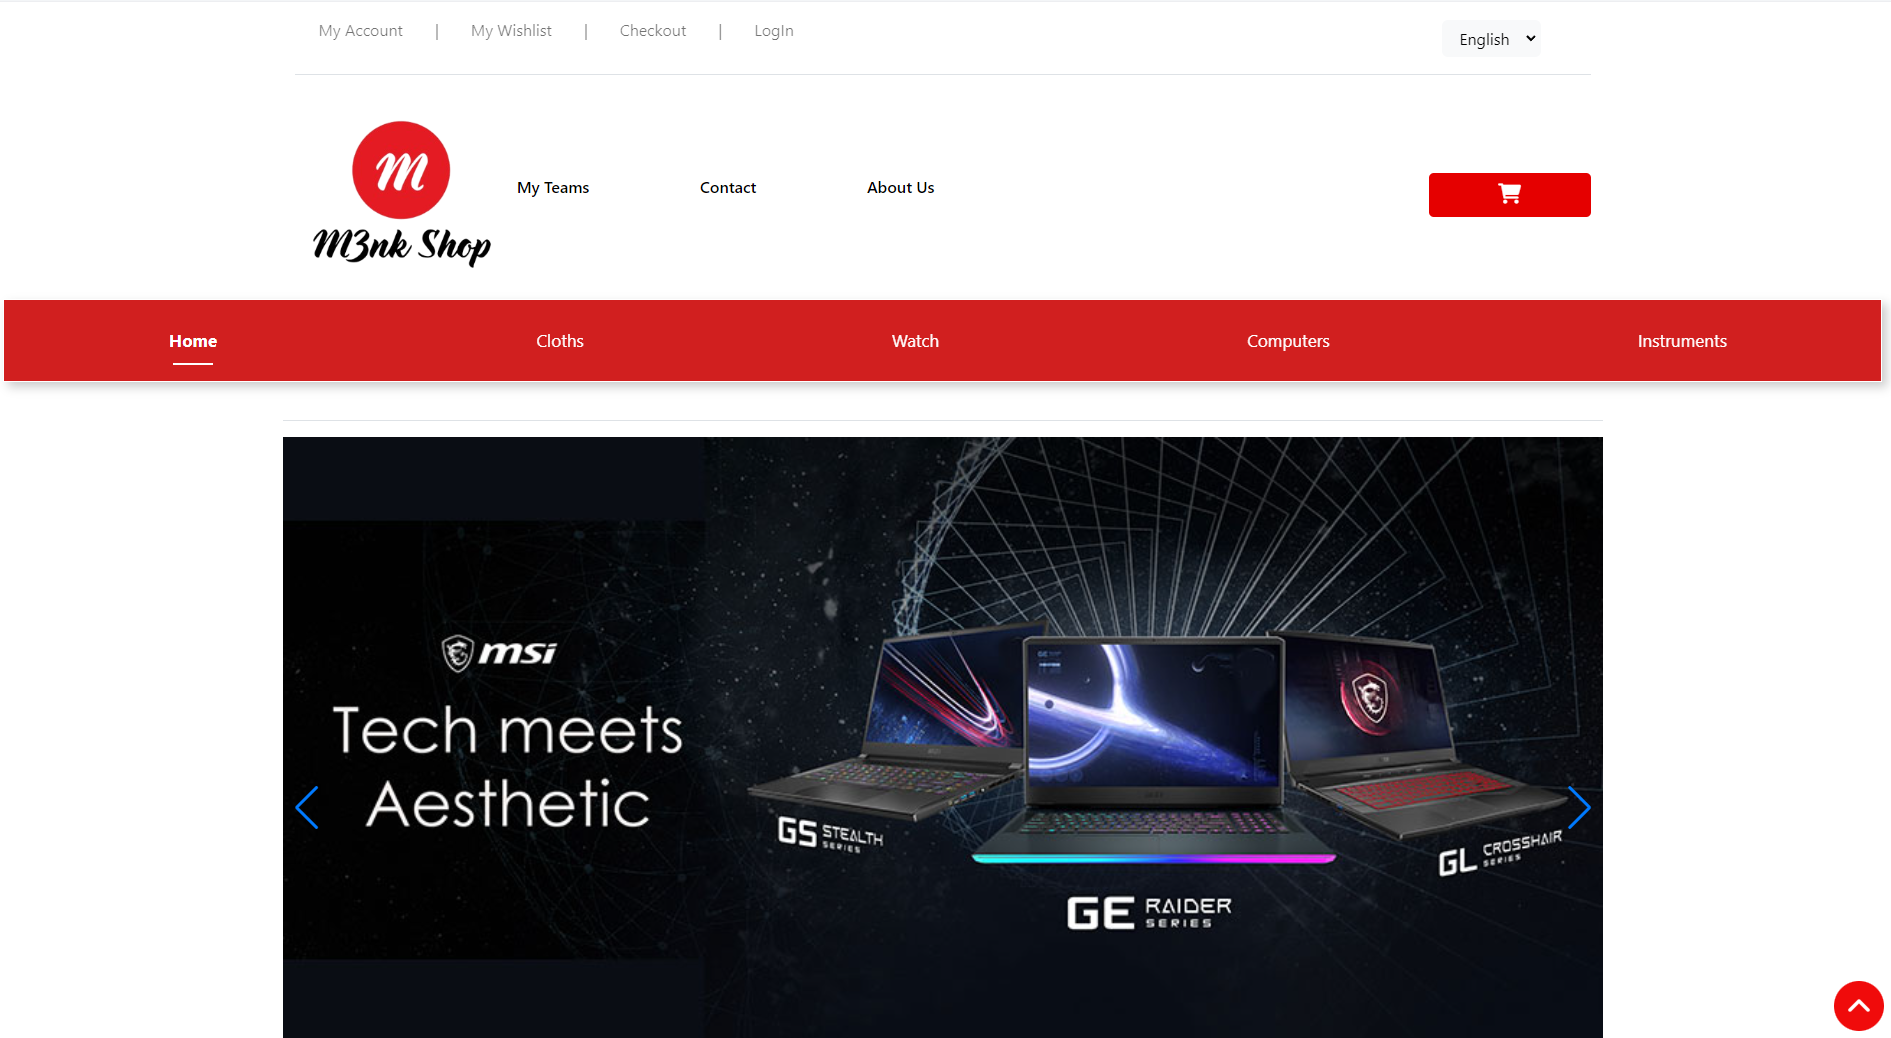 My Account | My Wishlist | Checkout | LogIn English
M
M3nk Shop
My Teams Contact About Us
Home Cloths Watch Computers Instruments
msi
Tech meets
Aesthetic
GS STEALTH SERIES
GE RAIDER SERIES
GL CROSSHAIR SERIES